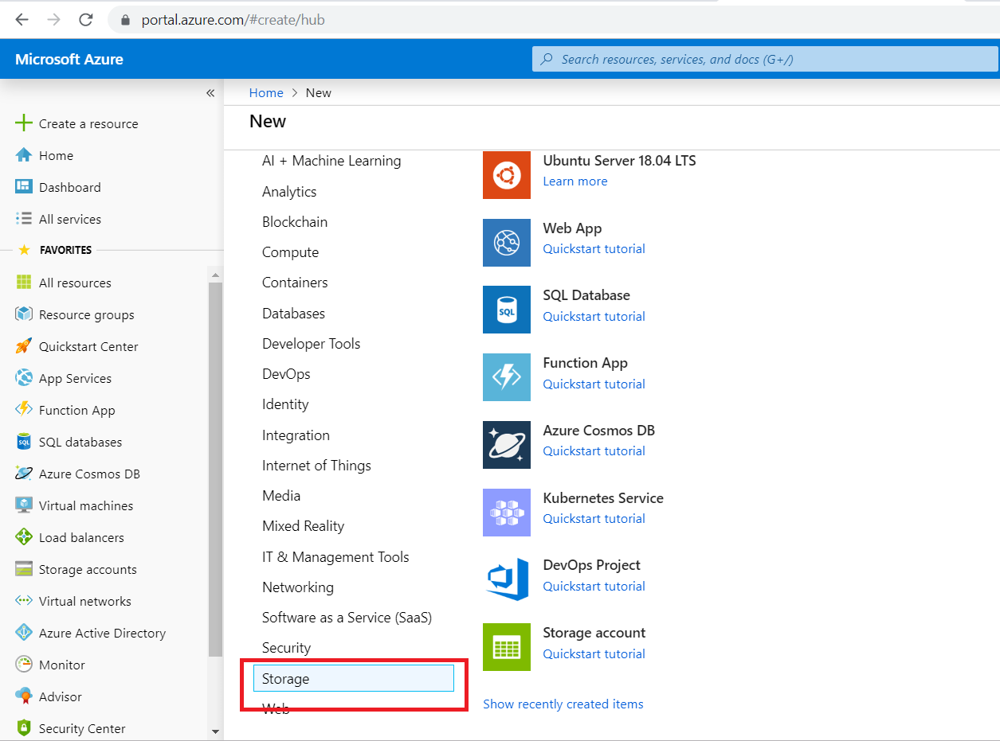 portal.azure.com/#create/hub
Microsoft Azure
Search resources, services, and docs (G+/)
«
Create a resource
Home
Dashboard
All services
FAVORITES
All resources
Resource groups
Quickstart Center
App Services
Function App
SQL databases
Azure Cosmos DB
Virtual machines
Load balancers
Storage accounts
Virtual networks
Azure Active Directory
Monitor
Advisor
Security Center
Home > New
New
AI + Machine Learning
Analytics
Blockchain
Compute
Containers
Databases
Developer Tools
DevOps
Identity
Integration
Internet of Things
Media
Mixed Reality
IT & Management Tools
Networking
Software as a Service (SaaS)
Security
Storage
Web
Ubuntu Server 18.04 LTS
Learn more
Web App
Quickstart tutorial
SQL
SQL Database
Quickstart tutorial
Function App
Quickstart tutorial
Azure Cosmos DB
Quickstart tutorial
Kubernetes Service
Quickstart tutorial
DevOps Project
Quickstart tutorial
Storage account
Quickstart tutorial
Show recently created items